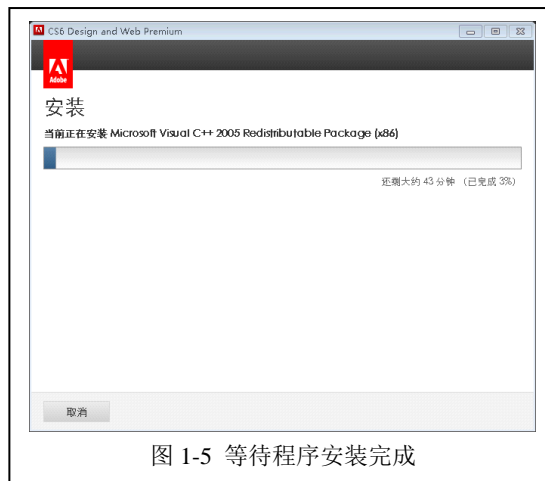 CS6 Design and Web Premium
Adobe
安装
当前正在安装 Microsoft Visual C++ 2005 Redistributable Package (x86)
还剩大约 43 分钟 (已完成 3%)
取消
图 1-5 等待程序安装完成